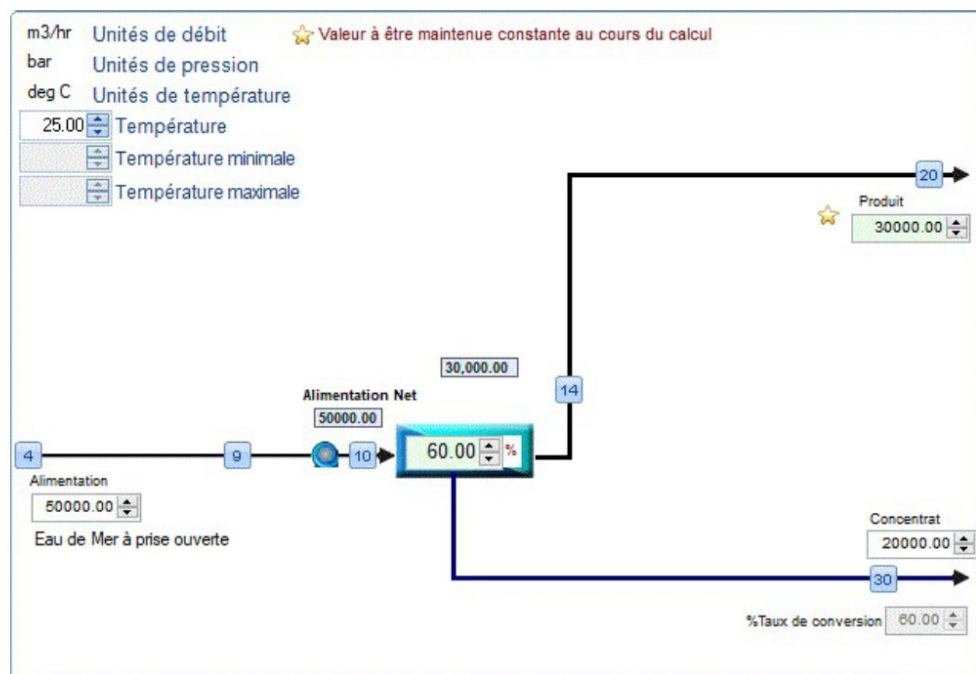 m3/hr Unités de débit Valeur à être maintenue constante au cours du calcul
bar Unités de pression
deg C Unités de température
25.00 Température
Température minimale
Température maximale
20
Produit
30000.00
30,000.00
14
Alimentation Net
50000.00
4
9
10
60.00 %
Alimentation
50000.00
Eau de Mer à prise ouverte
Concentrat
20000.00
30
%Taux de conversion 60.00